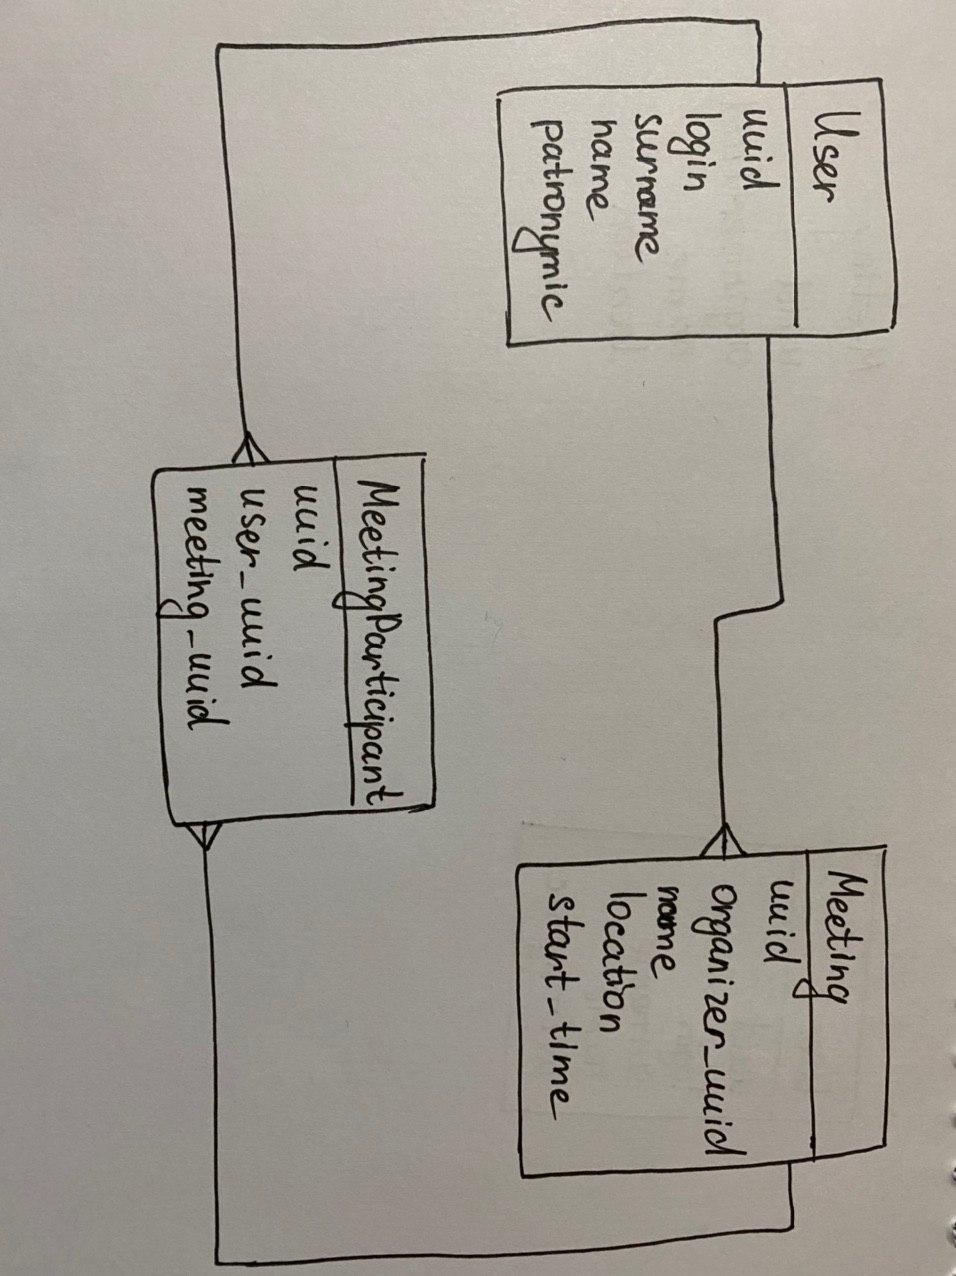 User
uuid
login
surname
name
patronymic
Meeting
uuid
organizer_uuid
name
location
start_time
MeetingParticipant
uuid
user_uuid
meeting_uuid